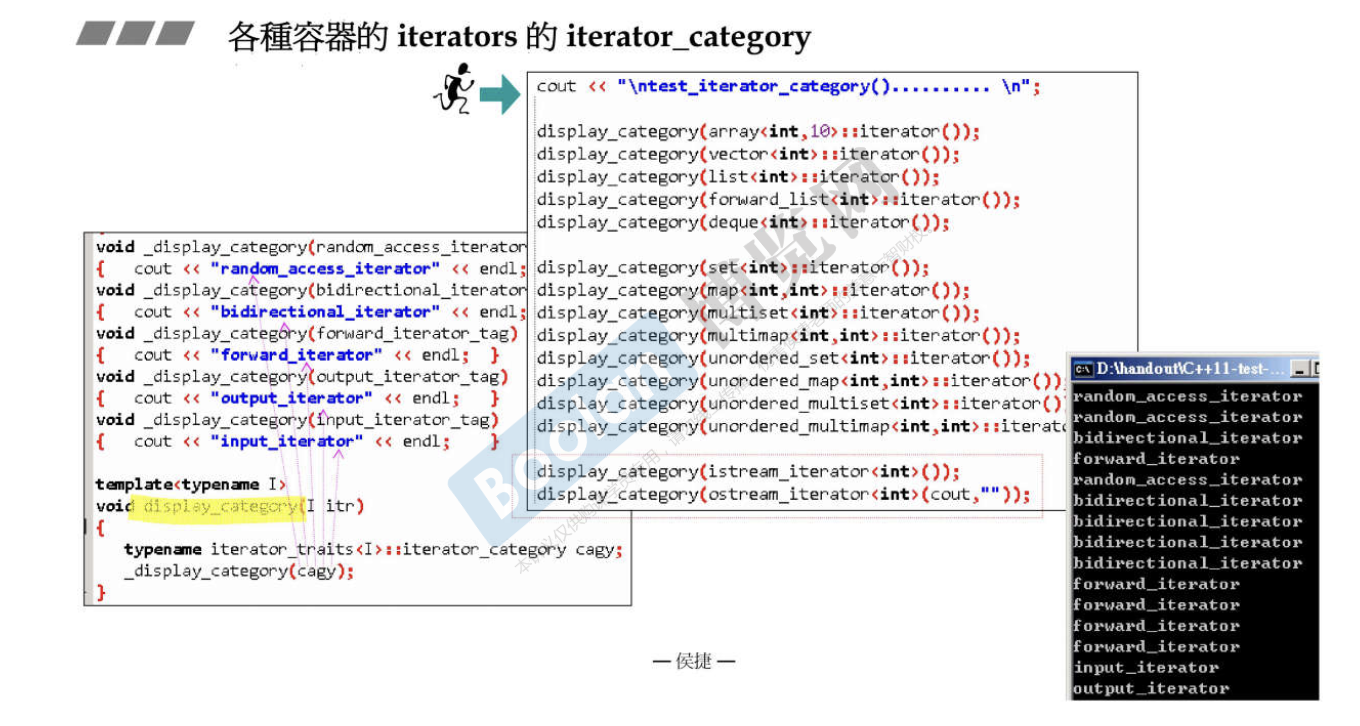 各種容器的 iterators 的 iterator_category
cout << "\ntest_iterator_category().......... \n";
display_category(array<int,10>::iterator());
display_category(vector<int>::iterator());
display_category(list<int>::iterator());
display_category(forward_list<int>::iterator());
display_category(deque<int>::iterator());
display_category(set<int>::iterator());
display_category(map<int,int>::iterator());
display_category(multiset<int>::iterator());
display_category(multimap<int,int>::iterator());
display_category(unordered_set<int>::iterator());
display_category(unordered_map<int,int>::iterator());
display_category(unordered_multiset<int>::iterator()
display_category(unordered_multimap<int,int>::iterato
display_category(istream_iterator<int>());
display_category(ostream_iterator<int>(cout,""));
void _display_category(random_access_iterator
{ cout << "random_access_iterator" << endl;
void _display_category(bidirectional_iterator
{ cout << "bidirectional_iterator" << endl;
void _display_category(forward_iterator_tag)
{ cout << "forward_iterator" << endl; }
void _display_category(output_iterator_tag)
{ cout << "output_iterator" << endl; }
void _display_category(input_iterator_tag)
{ cout << "input_iterator" << endl; }
template<typename I>
void display_category(I itr)
{
typename iterator_traits<I>::iterator_category cagy;
_display_category(cagy);
}
D:\handout\C++11-test-...
random_access_iterator
random_access_iterator
bidirectional_iterator
forward_iterator
random_access_iterator
bidirectional_iterator
bidirectional_iterator
bidirectional_iterator
bidirectional_iterator
forward_iterator
forward_iterator
forward_iterator
forward_iterator
input_iterator
output_iterator
Boolan
博览网
— 侯捷 —